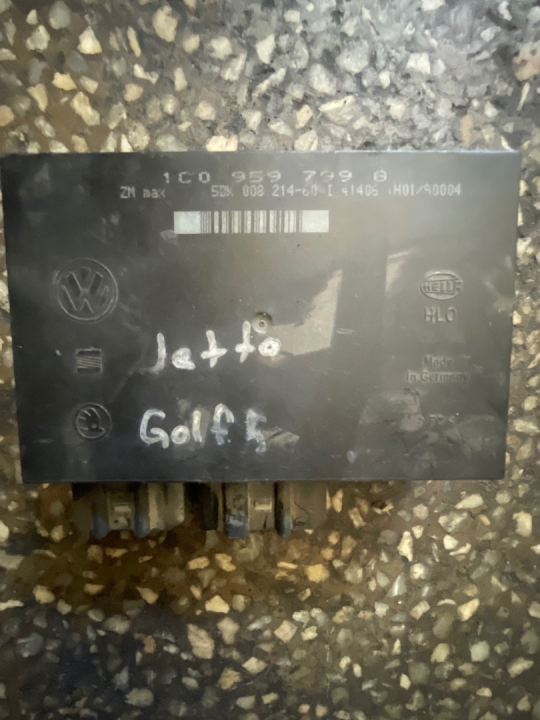 1C0 959 799 B
ZM max 5DK 008 214-60 I 41406 H01/90004
VW
HELLA
HLO
Jetta
Made
in Germany
Golf 5